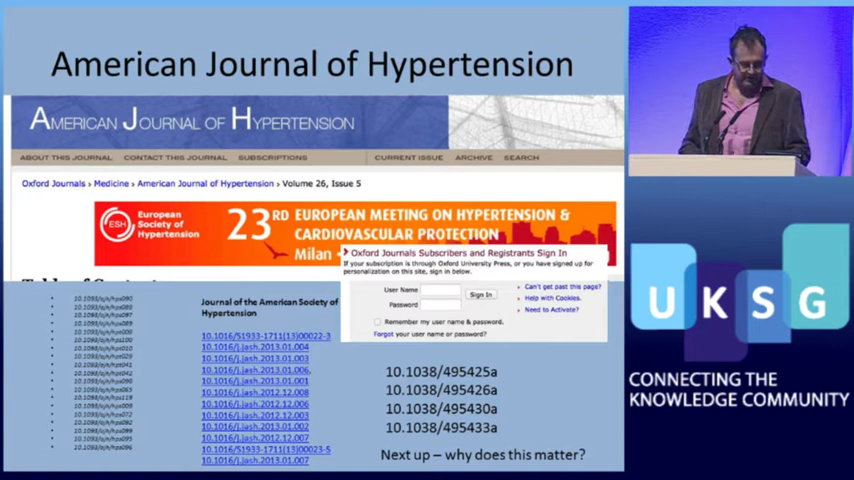 American Journal of Hypertension
AMERICAN JOURNAL OF HYPERTENSION
ABOUT THIS JOURNAL CONTACT THIS JOURNAL SUBSCRIPTIONS CURRENT ISSUE ARCHIVE SEARCH
Oxford Journals > Medicine > American Journal of Hypertension > Volume 26, Issue 5
ESH
European
Society of
Hypertension
23RD EUROPEAN MEETING ON HYPERTENSION &
CARDIOVASCULAR PROTECTION
Milan
Oxford Journals Subscribers and Registrants Sign In
If your subscription is through Oxford University Press, or you have signed up for
personalization on this site, sign in below.
User Name
Password
Sign In
Can't get past this page?
Help with Cookies.
Need to Activate?
Remember my user name & password.
Forgot your user name or password?
Journal of the American Society of
Hypertension
10.1016/S1933-1711(13)00022-3
10.1016/j.jash.2013.01.004
10.1016/j.jash.2013.01.003
10.1016/j.jash.2013.01.006,
10.1016/j.jash.2013.01.001
10.1016/j.jash.2012.12.008
10.1016/j.jash.2012.12.006
10.1016/j.jash.2012.12.003
10.1016/j.jash.2013.01.002
10.1016/j.jash.2012.12.007
10.1016/S1933-1711(13)00023-5
10.1016/j.jash.2013.01.007
10.1038/495425a
10.1038/495426a
10.1038/495430a
10.1038/495433a
Next up – why does this matter?
UKSG
CONNECTING THE
KNOWLEDGE COMMUNITY